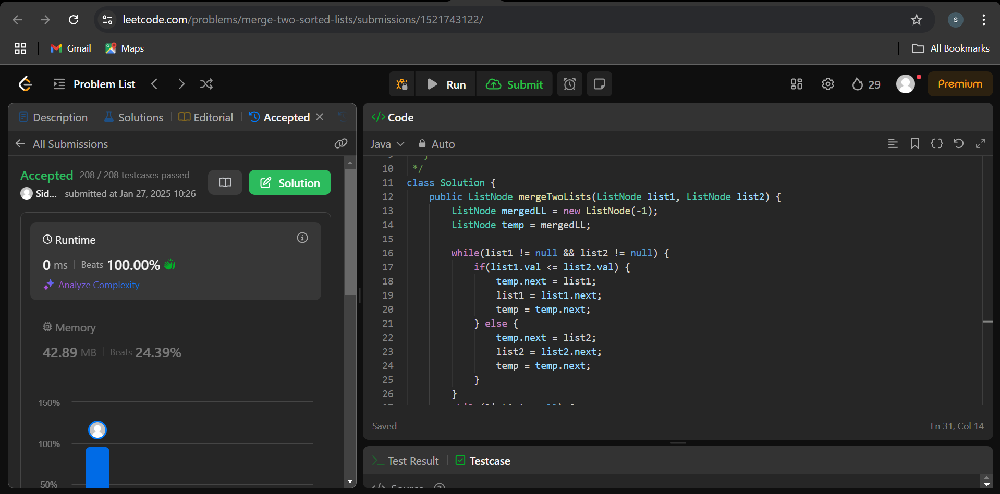 leetcode.com/problems/merge-two-sorted-lists/submissions/1521743122/
S
Gmail
Maps
All Bookmarks
Problem List
Run
Submit
29
Premium
Description
Solutions
Editorial
Accepted
All Submissions
Accepted 208 / 208 testcases passed
Sid... submitted at Jan 27, 2025 10:26
Solution
Runtime
0 ms Beats 100.00%
Analyze Complexity
Memory
42.89 MB Beats 24.39%
150%
100%
50%
</> Code
Java
Auto
10 */
11 class Solution {
12 public ListNode mergeTwoLists(ListNode list1, ListNode list2) {
13 ListNode mergedLL = new ListNode(-1);
14 ListNode temp = mergedLL;
15
16 while(list1 != null && list2 != null) {
17 if(list1.val <= list2.val) {
18 temp.next = list1;
19 list1 = list1.next;
20 temp = temp.next;
21 } else {
22 temp.next = list2;
23 list2 = list2.next;
24 temp = temp.next;
25 }
26 }
Saved
Ln 31, Col 14
Test Result
Testcase
</> Source